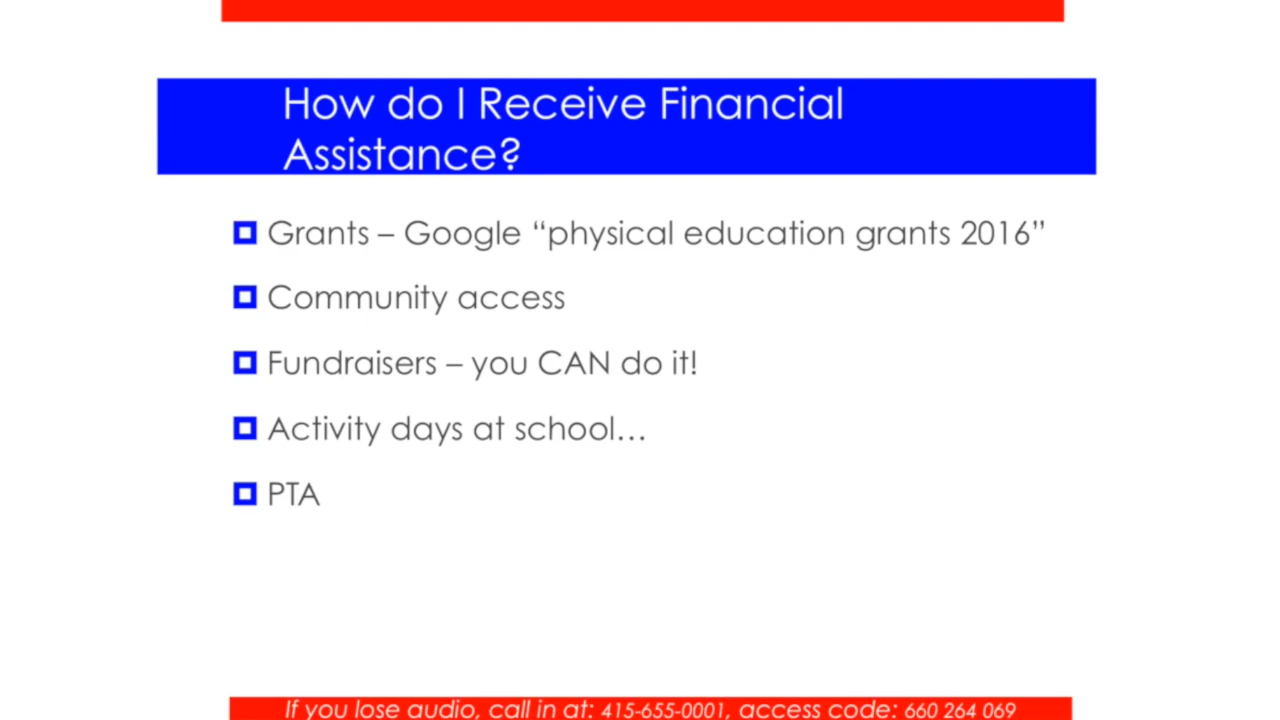 How do I Receive Financial
Assistance?
Grants – Google “physical education grants 2016”
Community access
Fundraisers – you CAN do it!
Activity days at school…
PTA
If you lose audio, call in at: 415-655-0001, access code: 660 264 069